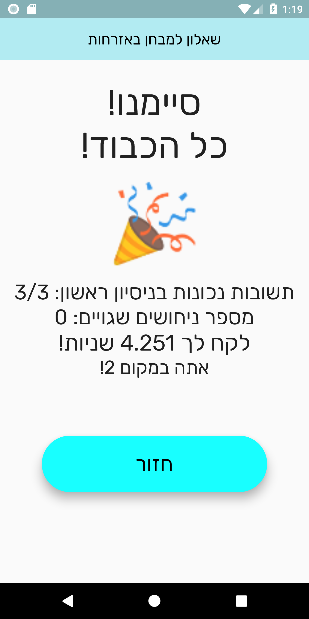 1:19
שאלון למבחן באזרחות
סיימנו!
כל הכבוד!
תשובות נכונות בניסיון ראשון: 3/3
מספר ניחושים שגויים: 0
לקח לך 4.251 שניות!
אתה במקום 2!
חזור